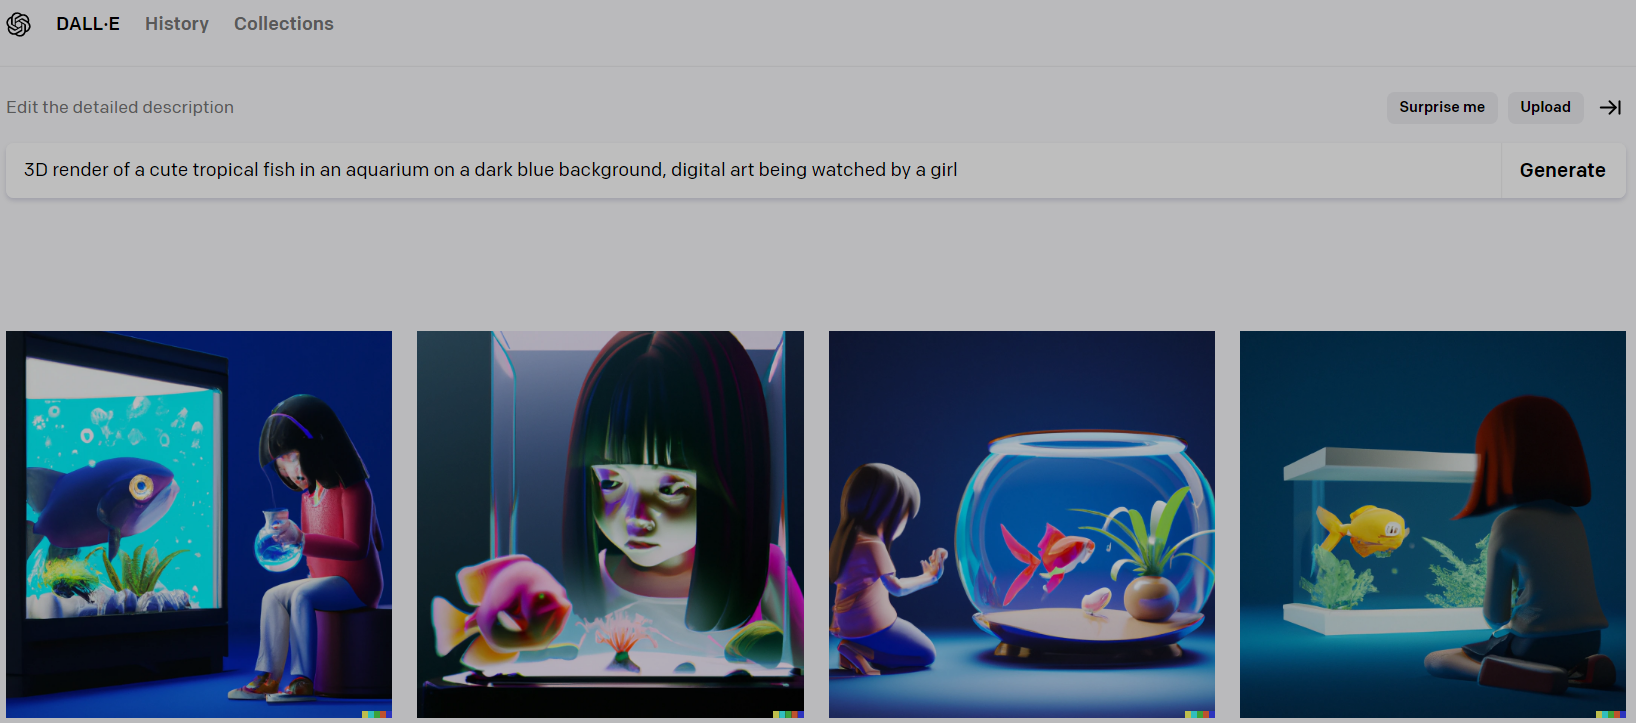 DALL·E History Collections
Edit the detailed description Surprise me Upload
3D render of a cute tropical fish in an aquarium on a dark blue background, digital art being watched by a girl Generate